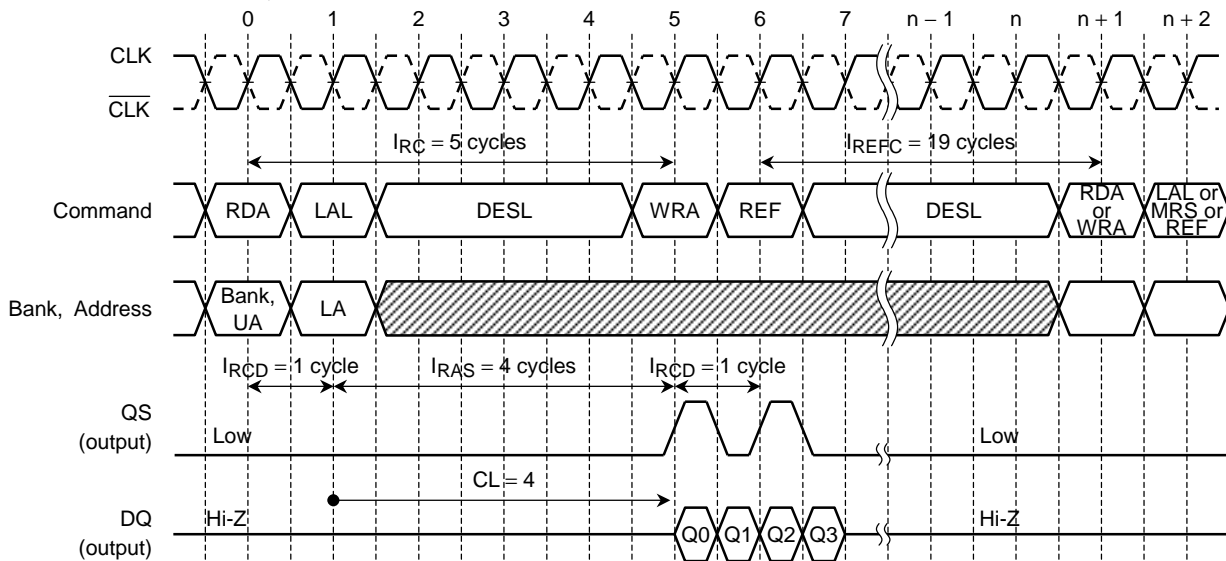 0 1 2 3 4 5 6 7 n − 1 n n + 1 n + 2
CLK
CLK
IRC = 5 cycles
IREFC = 19 cycles
Command
RDA
LAL
DESL
WRA
REF
DESL
RDA
or
WRA
LAL or
MRS or
REF
Bank, Address
Bank,
UA
LA
IRCD = 1 cycle
IRAS = 4 cycles
IRCD = 1 cycle
QS
(output)
Low
Low
CL = 4
DQ
(output)
Hi-Z
Q0
Q1
Q2
Q3
Hi-Z